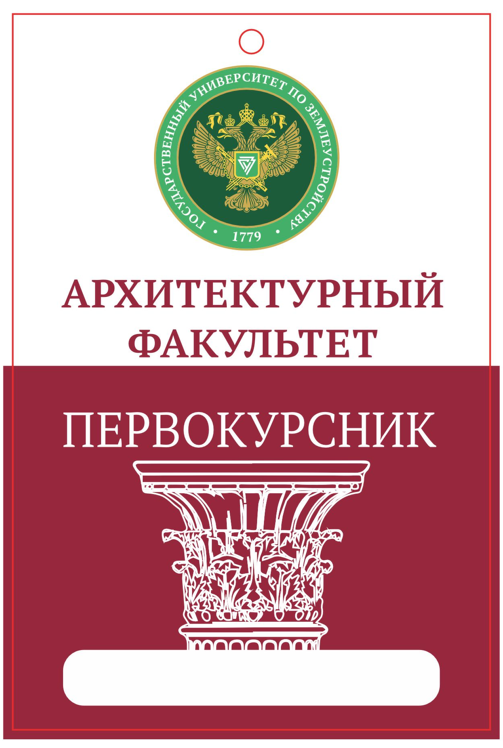 ГОСУДАРСТВЕННЫЙ УНИВЕРСИТЕТ ПО ЗЕМЛЕУСТРОЙСТВУ
• 1779 •
АРХИТЕКТУРНЫЙ
ФАКУЛЬТЕТ
ПЕРВОКУРСНИК